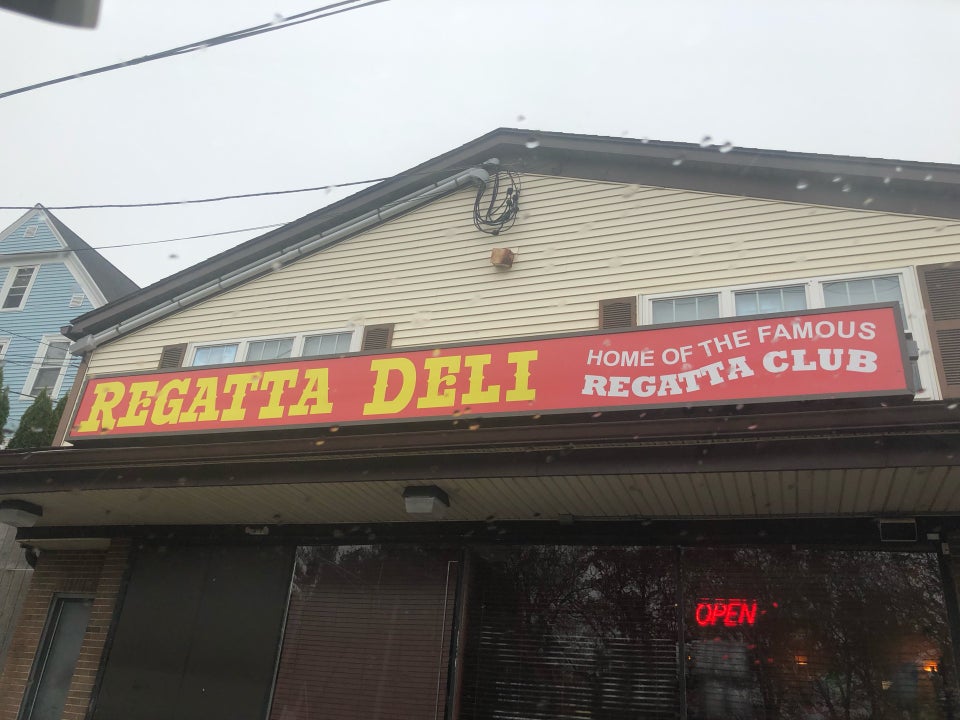 REGATTA DELI
HOME OF THE FAMOUS
REGATTA CLUB
OPEN